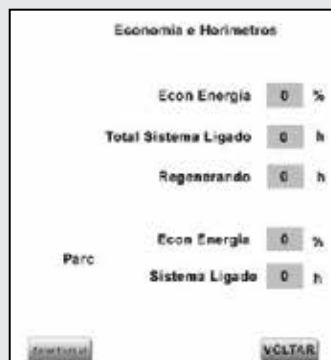 Economia e Horimetros
Econ Energia 0 %
Total Sistema Ligado 0 h
Regenerando 0 h
Econ Energia 0 %
Parc
Sistema Ligado 0 h
VOLTAR